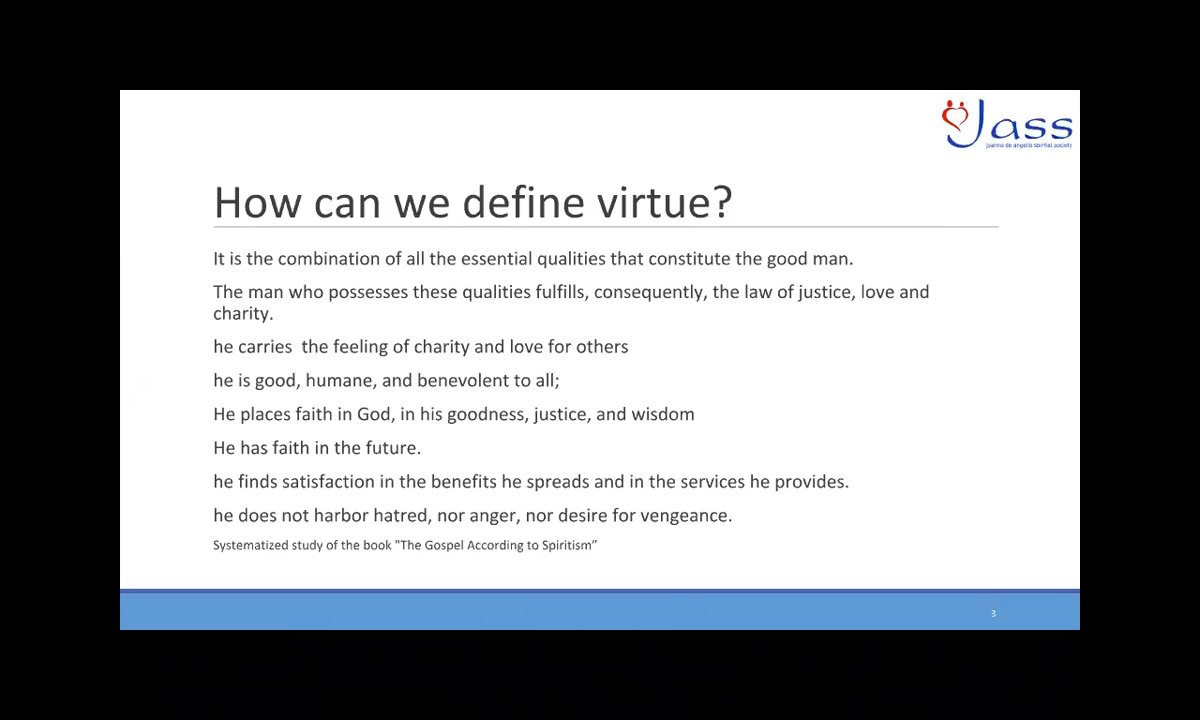 Jass
joanna de angelis spiritist society
How can we define virtue?
It is the combination of all the essential qualities that constitute the good man.
The man who possesses these qualities fulfills, consequently, the law of justice, love and
charity.
he carries  the feeling of charity and love for others
he is good, humane, and benevolent to all;
He places faith in God, in his goodness, justice, and wisdom
He has faith in the future.
he finds satisfaction in the benefits he spreads and in the services he provides.
he does not harbor hatred, nor anger, nor desire for vengeance.
Systematized study of the book "The Gospel According to Spiritism”
3